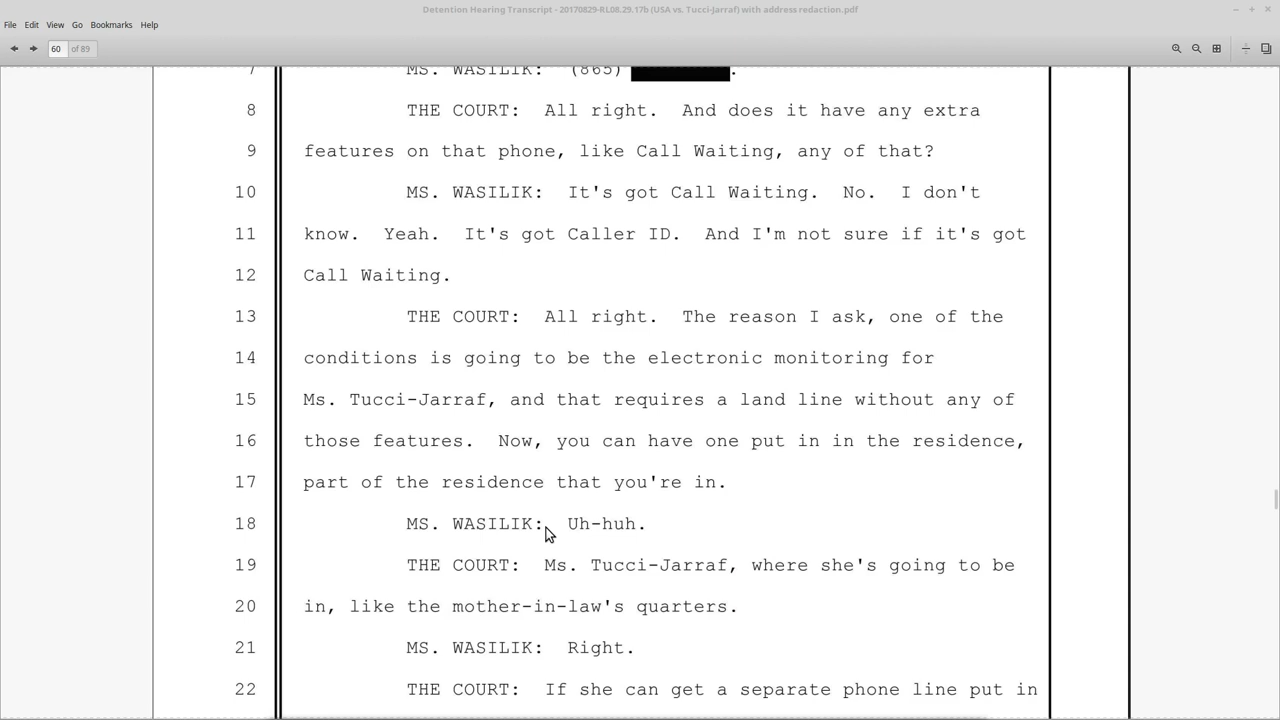 Detention Hearing Transcript - 20170829-RL08.29.17b (USA vs. Tucci-Jarraf) with address redaction.pdf
File Edit View Go Bookmarks Help
60 of 89
7 MS. WASILIK: (865) .
8 THE COURT: All right. And does it have any extra
9 features on that phone, like Call Waiting, any of that?
10 MS. WASILIK: It's got Call Waiting. No. I don't
11 know. Yeah. It's got Caller ID. And I'm not sure if it's got
12 Call Waiting.
13 THE COURT: All right. The reason I ask, one of the
14 conditions is going to be the electronic monitoring for
15 Ms. Tucci-Jarraf, and that requires a land line without any of
16 those features. Now, you can have one put in in the residence,
17 part of the residence that you're in.
18 MS. WASILIK: Uh-huh.
19 THE COURT: Ms. Tucci-Jarraf, where she's going to be
20 in, like the mother-in-law's quarters.
21 MS. WASILIK: Right.
22 THE COURT: If she can get a separate phone line put in